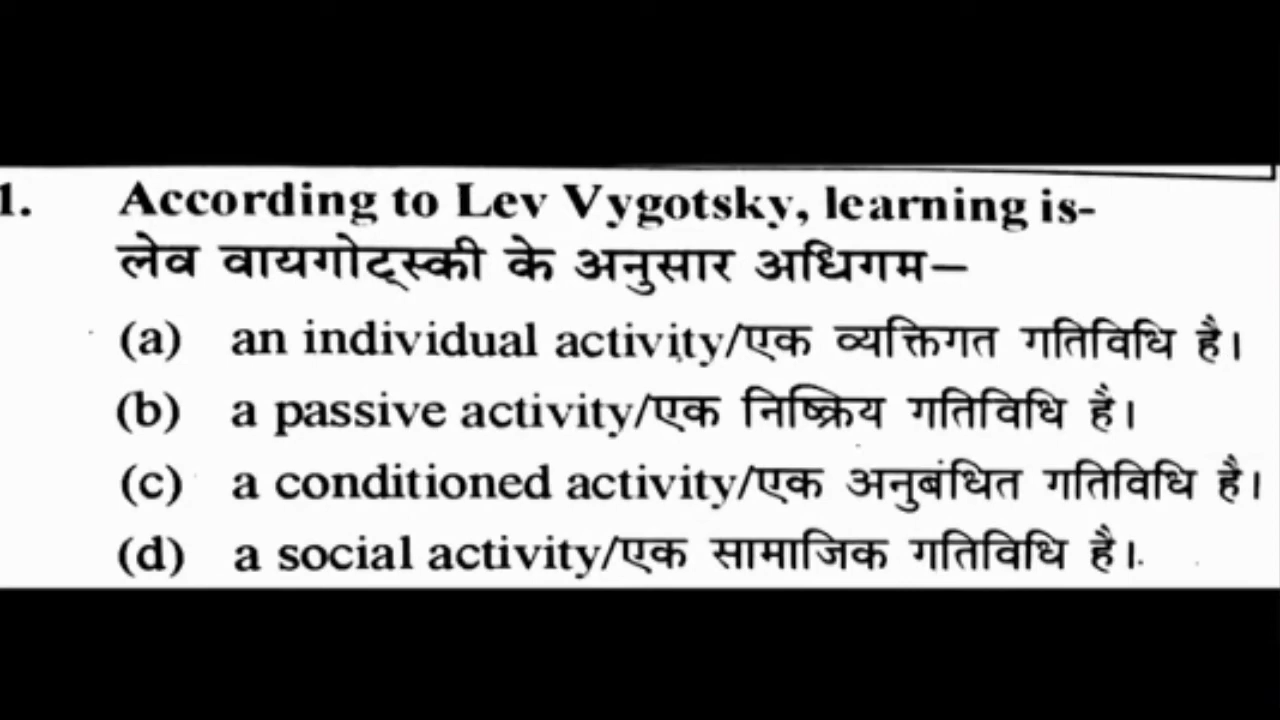 1. According to Lev Vygotsky, learning is-
लेव वायगोट्स्की के अनुसार अधिगम–
(a) an individual activity/एक व्यक्तिगत गतिविधि है।
(b) a passive activity/एक निष्क्रिय गतिविधि है।
(c) a conditioned activity/एक अनुबंधित गतिविधि है।
(d) a social activity/एक सामाजिक गतिविधि है।